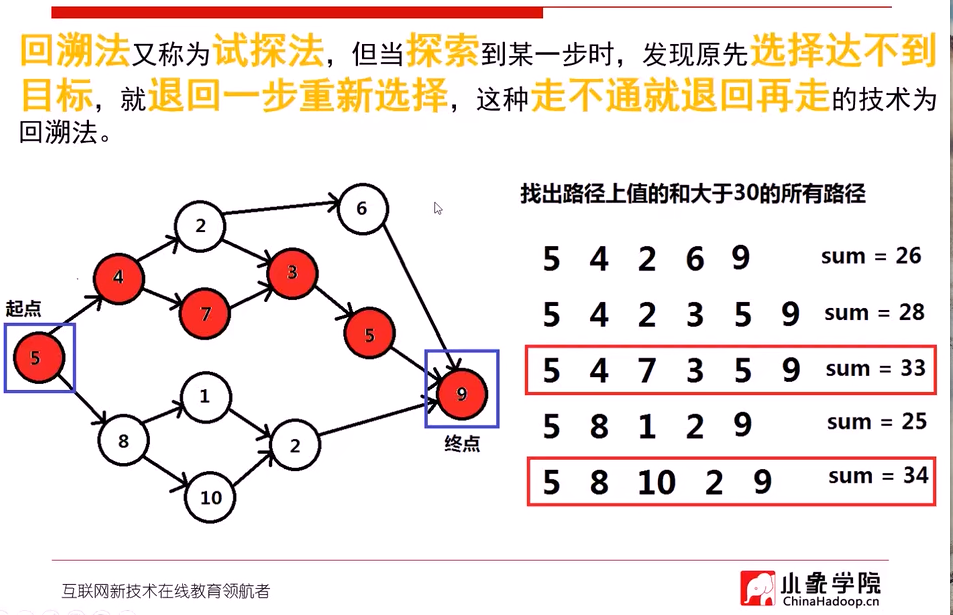 回溯法又称为试探法，但当探索到某一步时，发现原先选择达不到
目标，就退回一步重新选择，这种走不通就退回再走的技术为
回溯法。
找出路径上值的和大于30的所有路径
5 4 2 6 9 sum = 26
5 4 2 3 5 9 sum = 28
5 4 7 3 5 9 sum = 33
5 8 1 2 9 sum = 25
5 8 10 2 9 sum = 34
起点
5
4
2
6
7
3
5
9
终点
8
1
10
2
互联网新技术在线教育领航者
小象学院
ChinaHadoop.cn